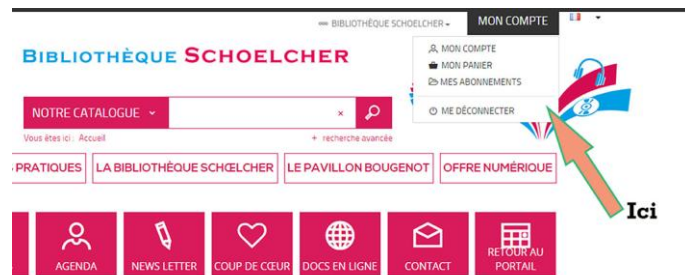 BIBLIOTHÈQUE SCHOELCHER
MON COMPTE
MON COMPTE
MON PANIER
MES ABONNEMENTS
ME DÉCONNECTER
BIBLIOTHÈQUE SCHOELCHER
NOTRE CATALOGUE
×
Vous êtes ici : Accueil
+ recherche avancée
PRATIQUES
LA BIBLIOTHÈQUE SCHŒLCHER
LE PAVILLON BOUGENOT
OFFRE NUMÉRIQUE
Ici
AGENDA
NEWS LETTER
COUP DE CŒUR
DOCS EN LIGNE
CONTACT
RETOUR AU
PORTAIL